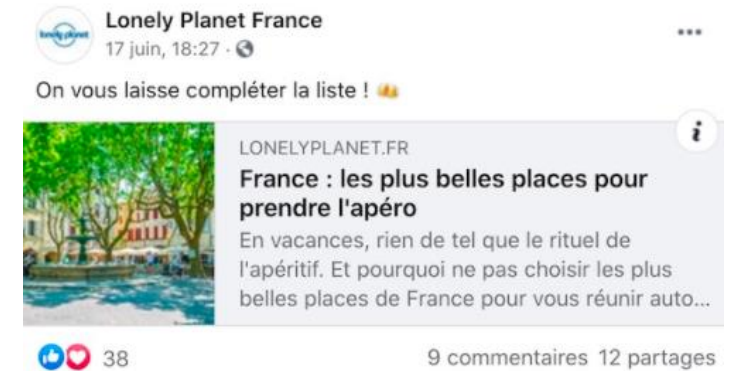 lonely planet
Lonely Planet France
17 juin, 18:27 ·
On vous laisse compléter la liste ! 🍻
i
LONELYPLANET.FR
France : les plus belles places pour
prendre l'apéro
En vacances, rien de tel que le rituel de
l'apéritif. Et pourquoi ne pas choisir les plus
belles places de France pour vous réunir auto...
38
9 commentaires 12 partages